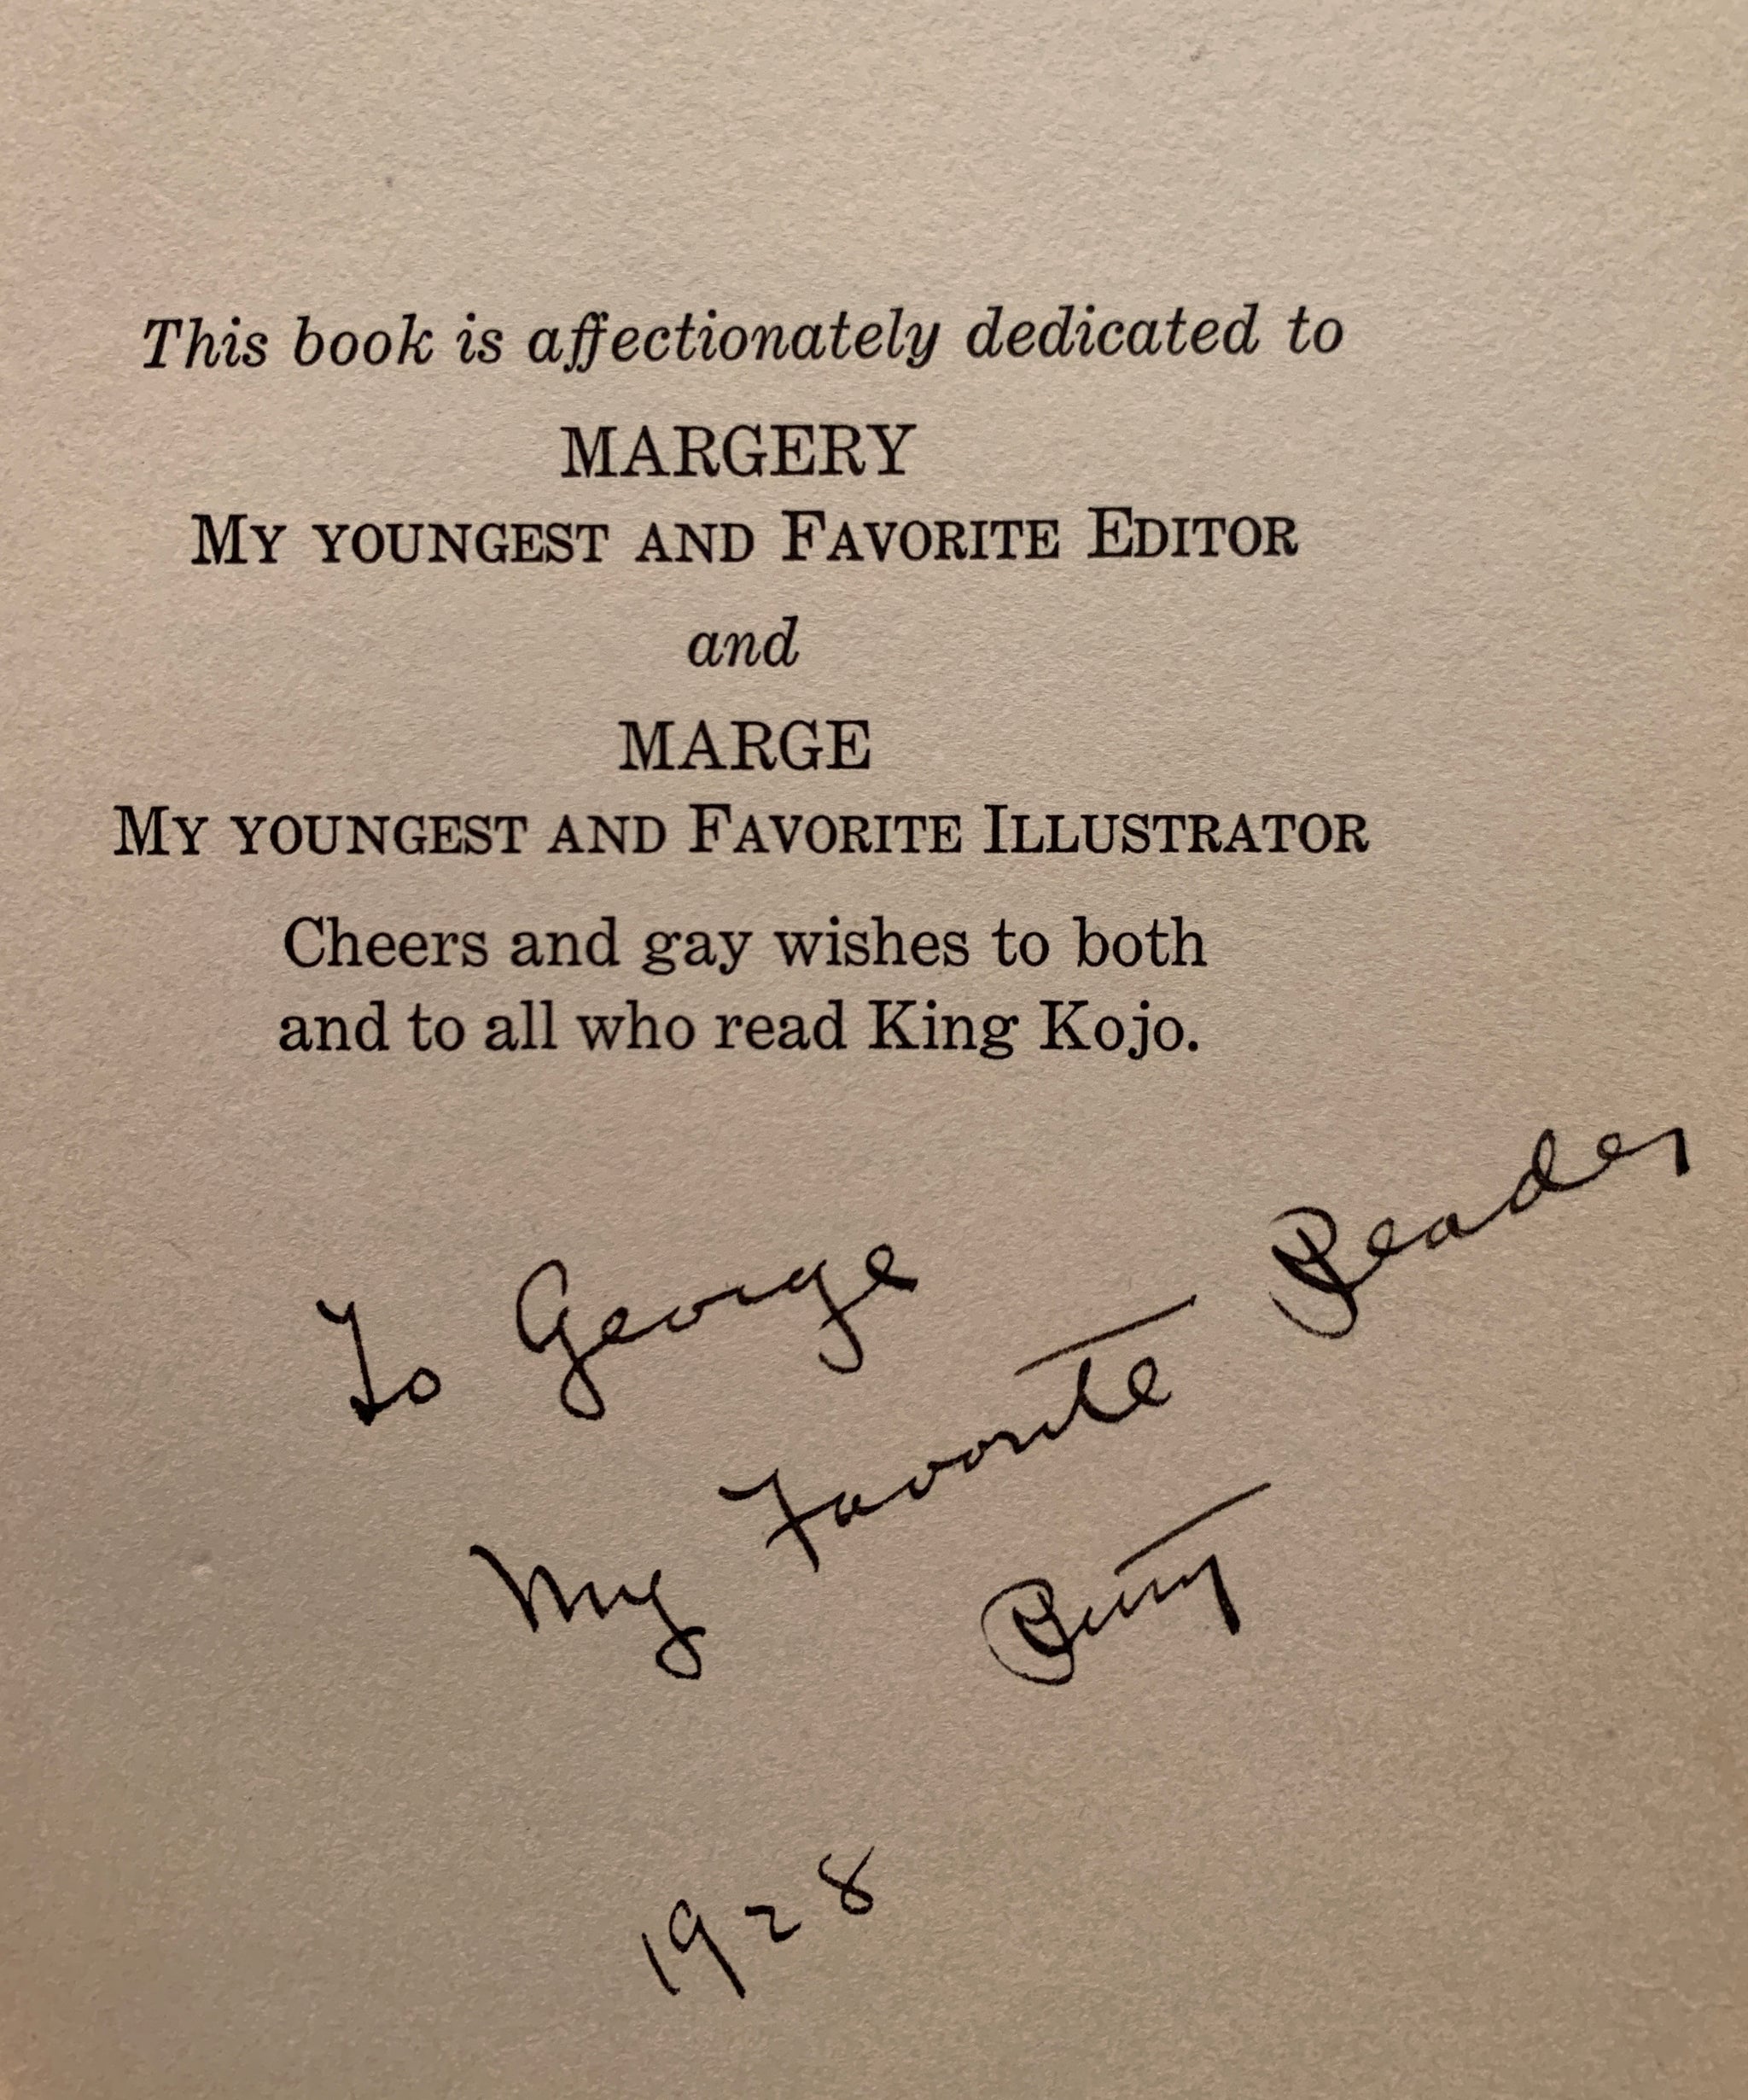 This book is affectionately dedicated to
MARGERY
MY YOUNGEST AND FAVORITE EDITOR
and
MARGE
MY YOUNGEST AND FAVORITE ILLUSTRATOR
Cheers and gay wishes to both
and to all who read King Kojo.
To George
My Favorite Reader
Betty
1928